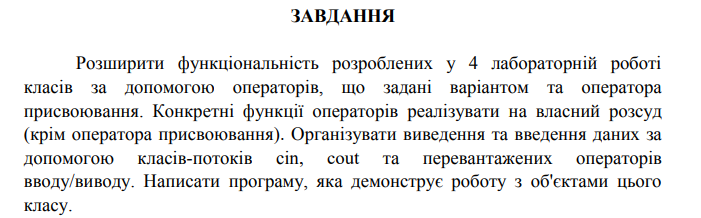 ЗАВДАННЯ
Розширити функціональність розроблених у 4 лабораторній роботі
класів за допомогою операторів, що задані варіантом та оператора
присвоювання. Конкретні функції операторів реалізувати на власний розсуд
(крім оператора присвоювання). Організувати виведення та введення даних за
допомогою класів-потоків cin, cout та перевантажених операторів
вводу/виводу. Написати програму, яка демонструє роботу з об'єктами цього
класу.